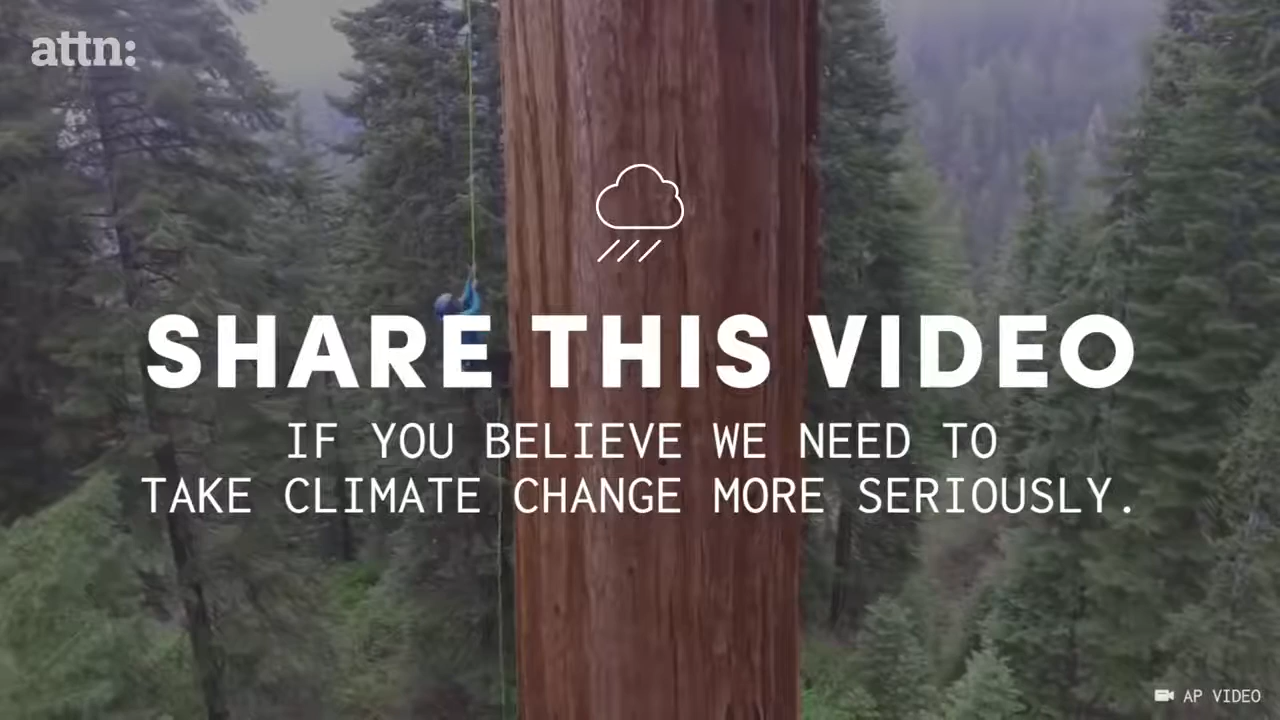 attn:
SHARE THIS VIDEO
IF YOU BELIEVE WE NEED TO
TAKE CLIMATE CHANGE MORE SERIOUSLY.
AP VIDEO